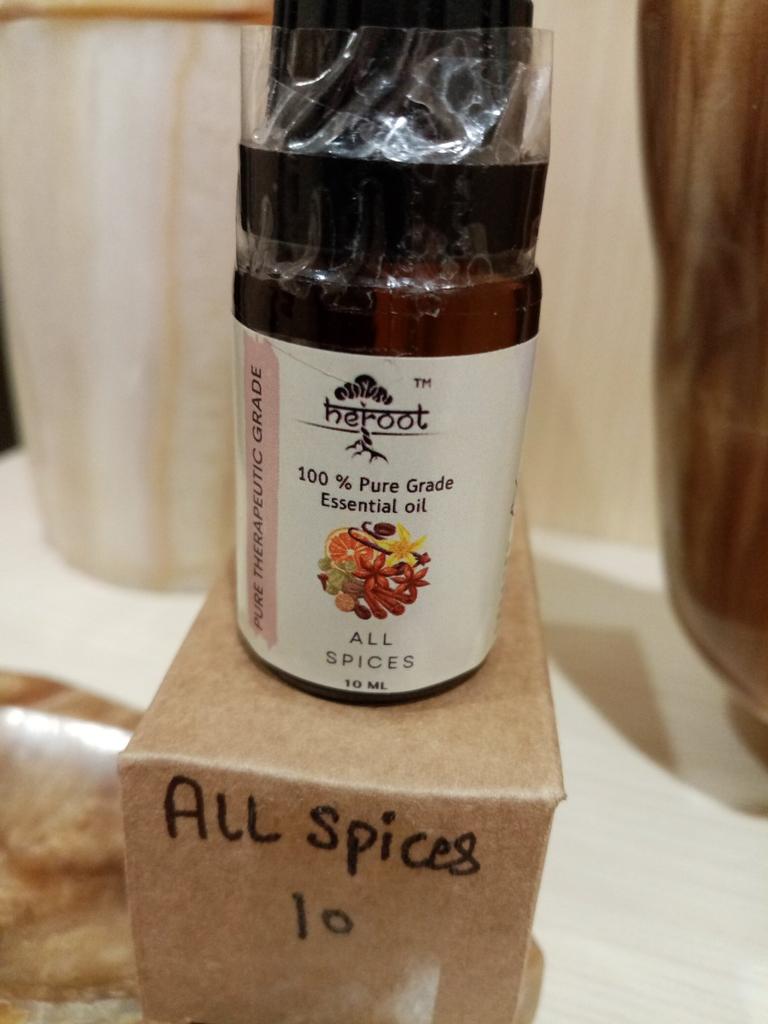 PURE THERAPEUTIC GRADE
heroot TM
100 % Pure Grade
Essential oil
ALL
SPICES
10 ML
ALL Spices
10